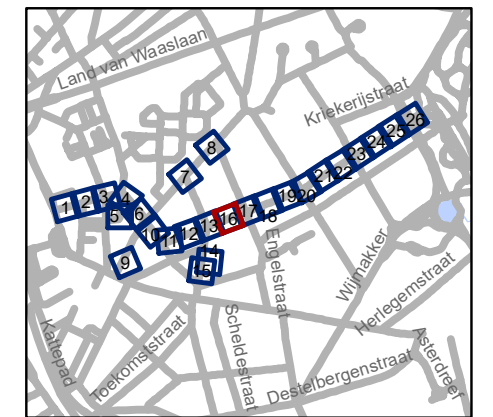 Land van Waaslaan
Kriekerijstraat
8
7
1
2
3
4
5
6
9
10
11
12
13
14
15
16
17
18
19
20
21
22
23
24
25
26
Engelstraat
Wijmakker
Herlegemstraat
Kattepad
Toekomststraat
Scheldestraat
Destelbergenstraat
Asterdreef